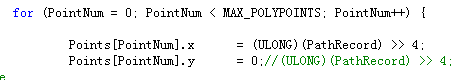 for (PointNum = 0; PointNum < MAX_POLYPOINTS; PointNum++) {
Points[PointNum].x = (ULONG)(PathRecord) >> 4;
Points[PointNum].y = 0;//(ULONG)(PathRecord) >> 4;